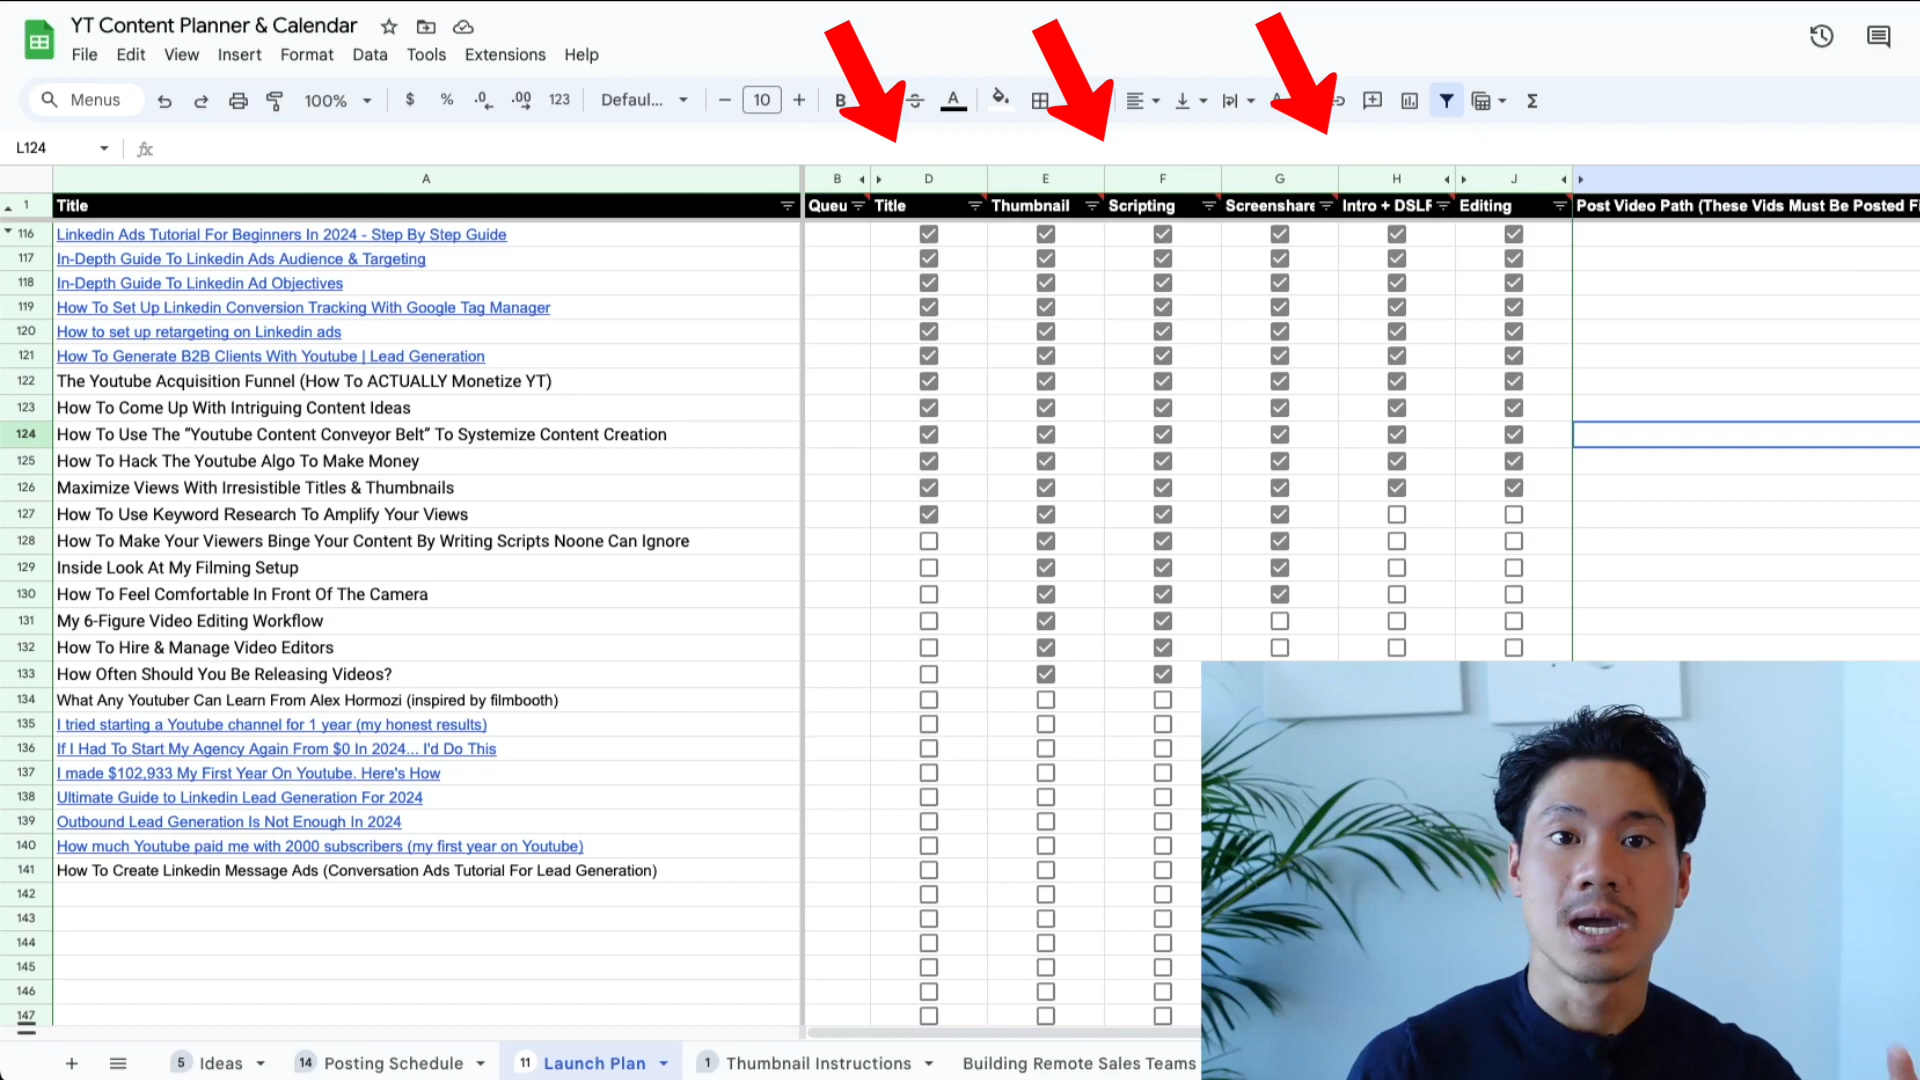 YT Content Planner & Calendar
File Edit View Insert Format Data Tools Extensions Help
Menus 100% $ % .0 .00 123 Defaul... 10 B A
L124 fx
A B D E F G H J
1 Title Queu Title Thumbnail Scripting Screenshare Intro + DSLR Editing Post Video Path (These Vids Must Be Posted Fi
116 Linkedin Ads Tutorial For Beginners In 2024 - Step By Step Guide
117 In-Depth Guide To Linkedin Ads Audience & Targeting
118 In-Depth Guide To Linkedin Ad Objectives
119 How To Set Up Linkedin Conversion Tracking With Google Tag Manager
120 How to set up retargeting on Linkedin ads
121 How To Generate B2B Clients With Youtube | Lead Generation
122 The Youtube Acquisition Funnel (How To ACTUALLY Monetize YT)
123 How To Come Up With Intriguing Content Ideas
124 How To Use The “Youtube Content Conveyor Belt” To Systemize Content Creation
125 How To Hack The Youtube Algo To Make Money
126 Maximize Views With Irresistible Titles & Thumbnails
127 How To Use Keyword Research To Amplify Your Views
128 How To Make Your Viewers Binge Your Content By Writing Scripts Noone Can Ignore
129 Inside Look At My Filming Setup
130 How To Feel Comfortable In Front Of The Camera
131 My 6-Figure Video Editing Workflow
132 How To Hire & Manage Video Editors
133 How Often Should You Be Releasing Videos?
134 What Any Youtuber Can Learn From Alex Hormozi (inspired by filmbooth)
135 I tried starting a Youtube channel for 1 year (my honest results)
136 If I Had To Start My Agency Again From $0 In 2024... I'd Do This
137 I made $102,933 My First Year On Youtube. Here's How
138 Ultimate Guide to Linkedin Lead Generation For 2024
139 Outbound Lead Generation Is Not Enough In 2024
140 How much Youtube paid me with 2000 subscribers (my first year on Youtube)
141 How To Create Linkedin Message Ads (Conversation Ads Tutorial For Lead Generation)
142
143
144
145
146
147
5 Ideas 14 Posting Schedule 11 Launch Plan 1 Thumbnail Instructions Building Remote Sales Teams